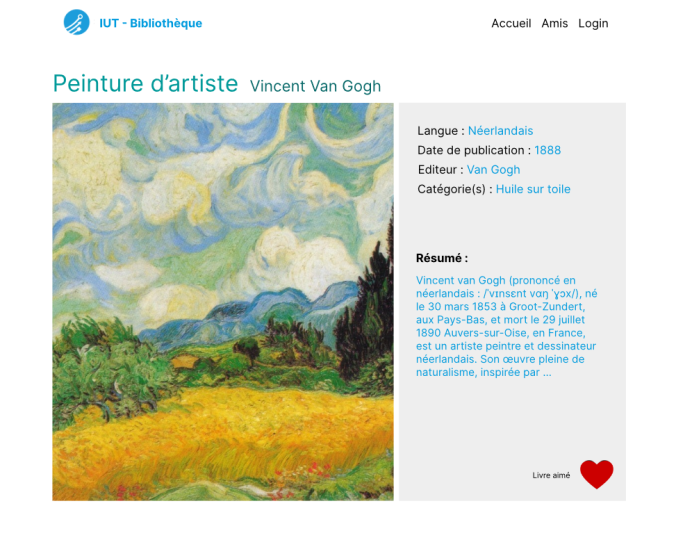 IUT - Bibliothèque
Accueil Amis Login
Peinture d’artiste Vincent Van Gogh
Langue : Néerlandais
Date de publication : 1888
Editeur : Van Gogh
Catégorie(s) : Huile sur toile
Résumé :
Vincent van Gogh (prononcé en
néerlandais : /ˈvɪnsɛnt vɑŋ ˈɣɔx/), né
le 30 mars 1853 à Groot-Zundert,
aux Pays-Bas, et mort le 29 juillet
1890 Auvers-sur-Oise, en France,
est un artiste peintre et dessinateur
néerlandais. Son œuvre pleine de
naturalisme, inspirée par ...
Livre aimé